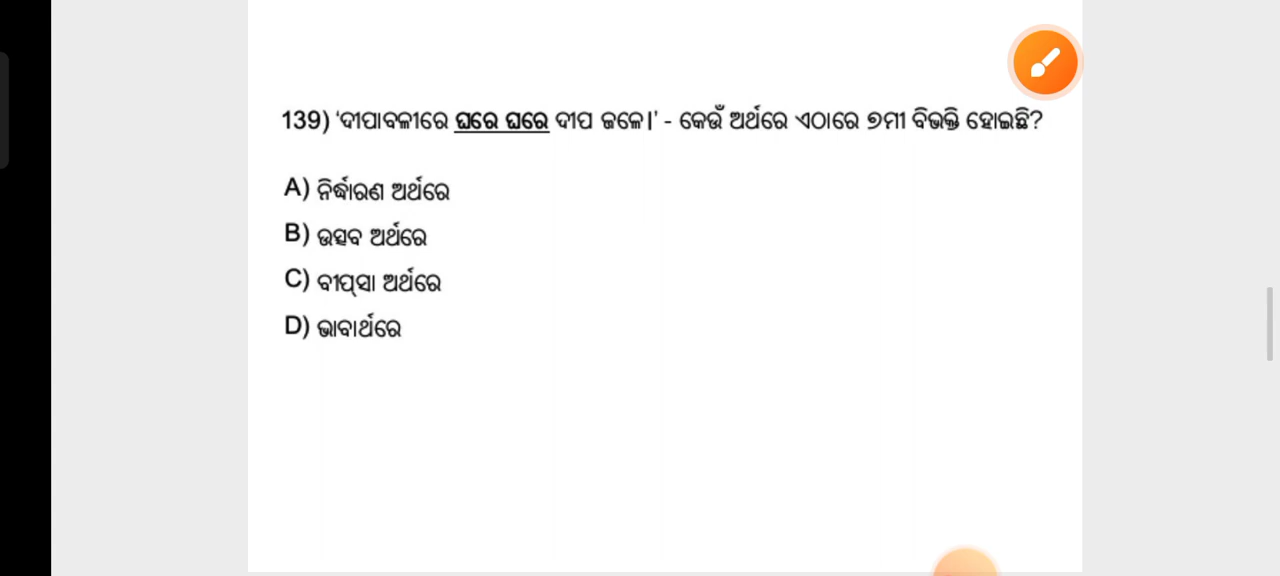 139) ‘ଦୀପାବଳୀରେ ଘରେ ଘରେ ଦୀପ ଜଳେ।’ - କେଉଁ ଅର୍ଥରେ ଏଠାରେ ୭ମୀ ବିଭକ୍ତି ହୋଇଛି?
A) ନିର୍ଦ୍ଧାରଣ ଅର୍ଥରେ
B) ଉତ୍ସବ ଅର୍ଥରେ
C) ବୀପ୍‌ସା ଅର୍ଥରେ
D) ଭାବାର୍ଥରେ